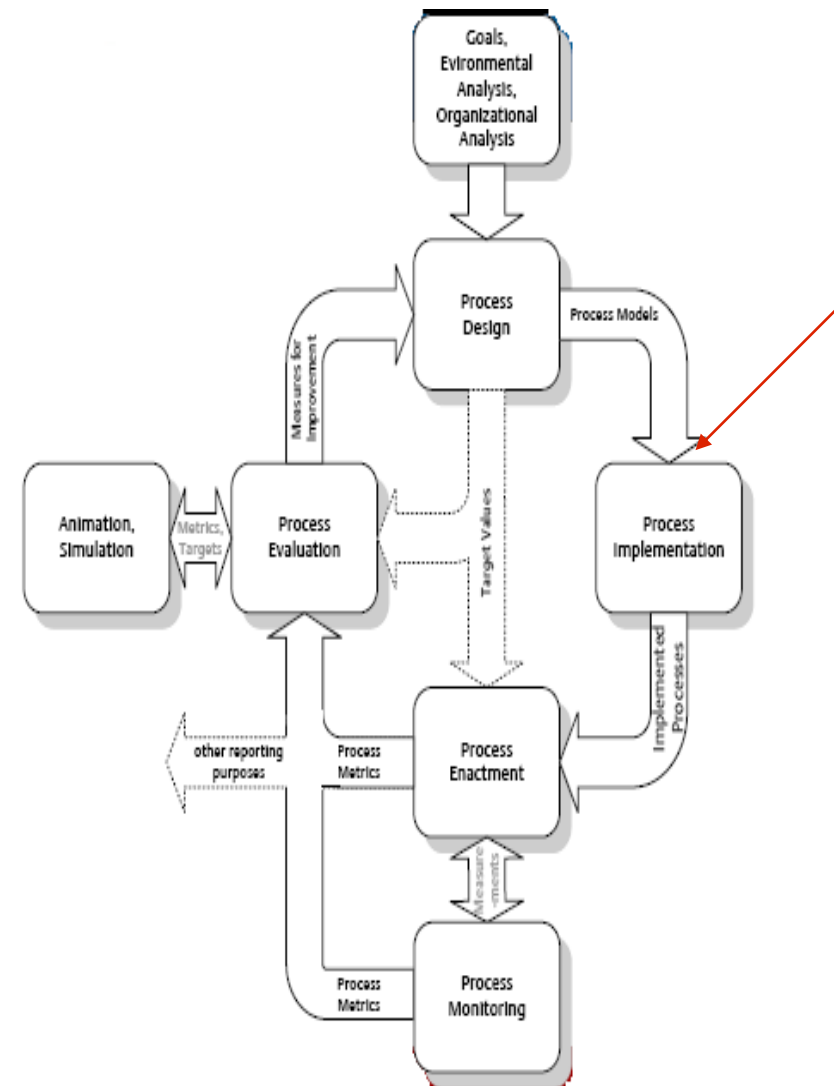 Goals,
Evironmental
Analysis,
Organizational
Analysis
Process
Design
Process Models
Measures for
Improvement
Animation,
Simulation
Metrics,
Targets
Process
Evaluation
Target Values
Process
Implementation
Implemented
Processes
other reporting
purposes
Process
Metrics
Process
Enactment
Measure
-ments
Process
Metrics
Process
Monitoring